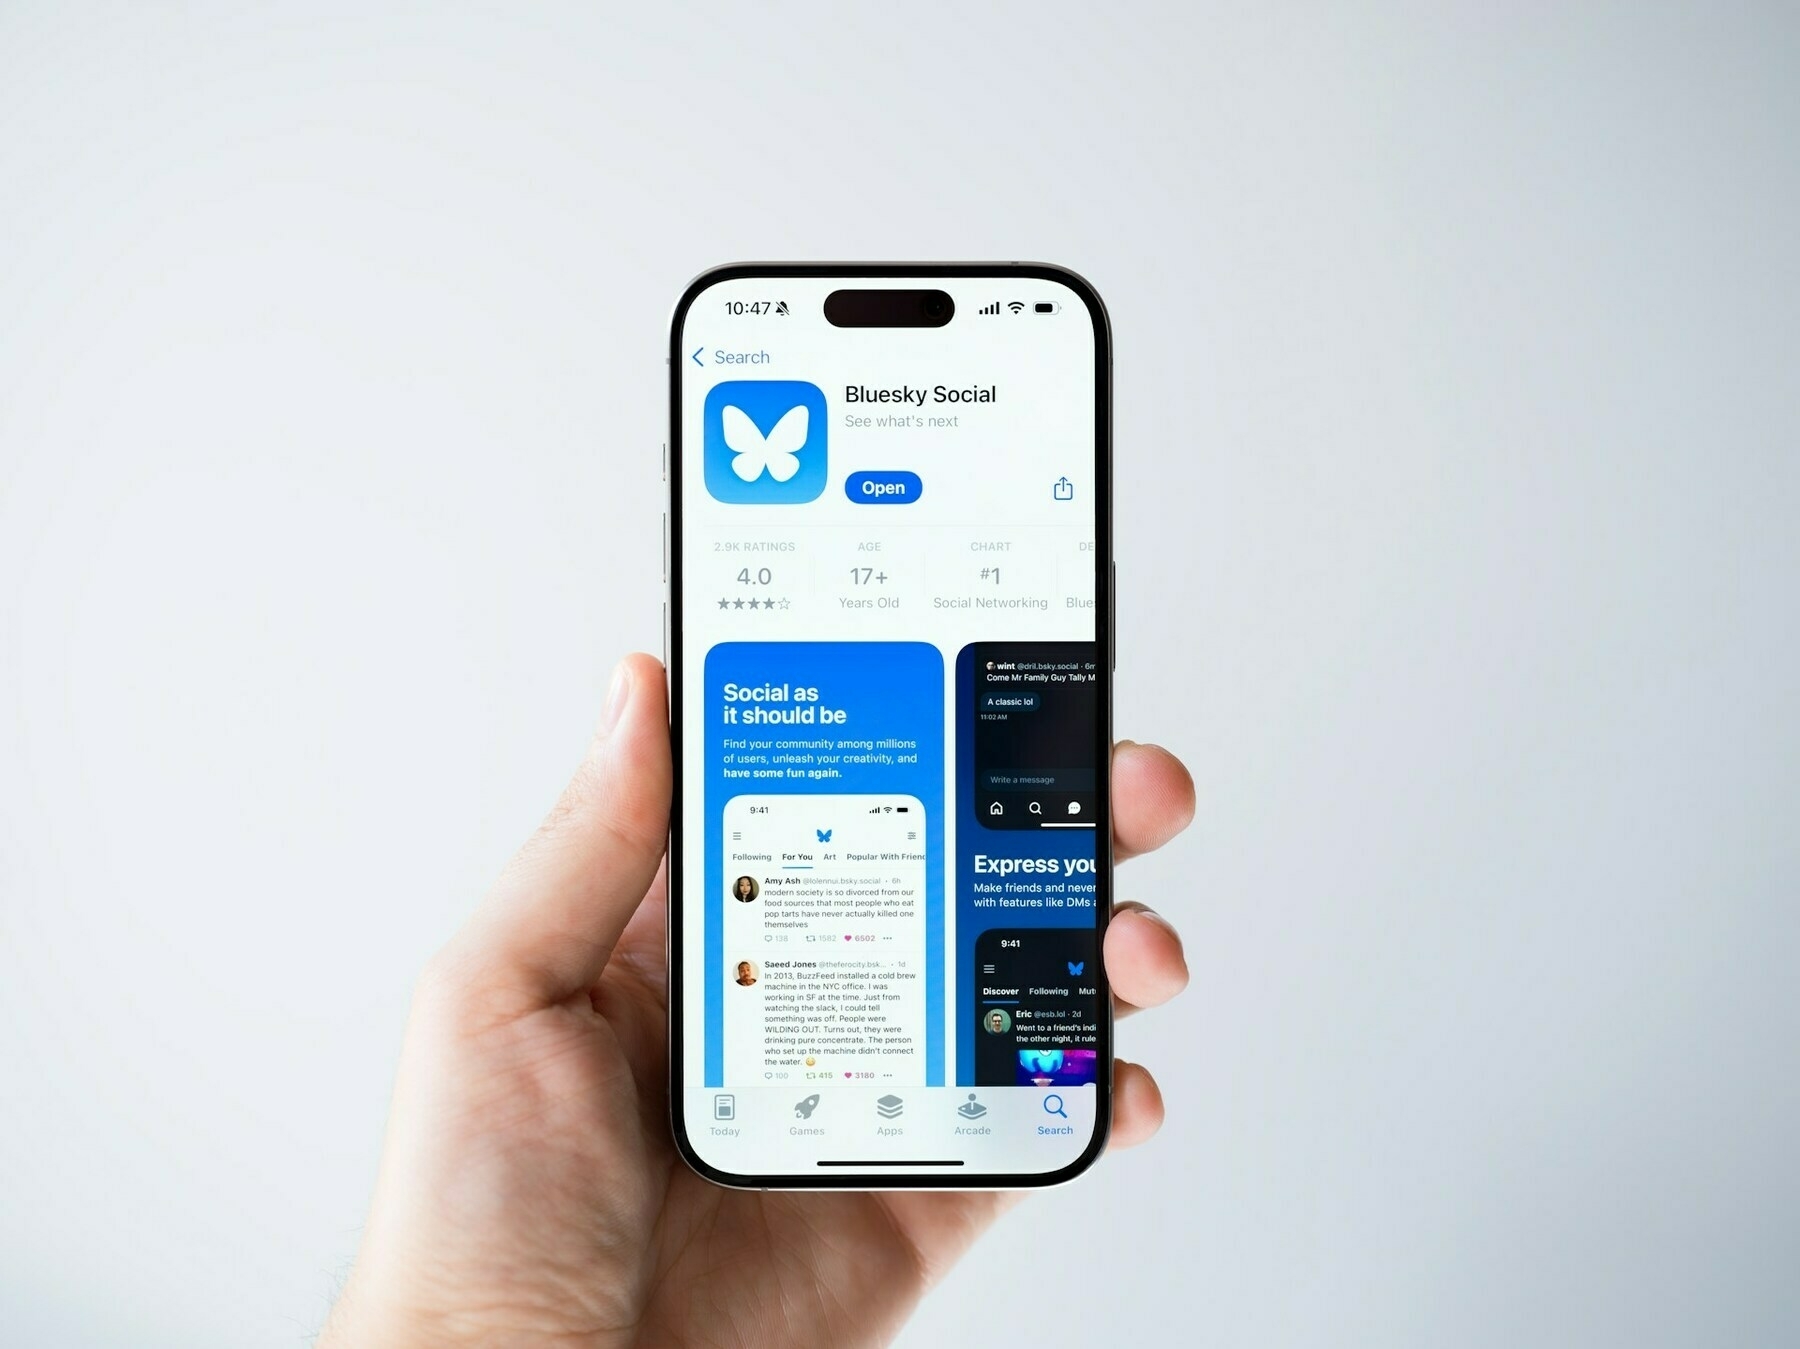 10:47
Search
Bluesky Social
See what's next
Open
2.9K RATINGS
4.0
AGE
17+
Years Old
CHART
#1
Social Networking
DE
Blue
Social as
it should be
Find your community among millions
of users, unleash your creativity, and
have some fun again.
9:41
Following For You Art Popular With Friend
Amy Ash @lolennui.bsky.social · 6h
modern society is so divorced from our
food sources that most people who eat
pop tarts have never actually killed one
themselves
138 1562 6502
Saeed Jones @theferocity.bsk... · 1d
In 2013, BuzzFeed installed a cold brew
machine in the NYC office. I was
working in SF at the time. Just from
watching the slack, I could tell
something was off. People were
WILDING OUT. Turns out, they were
drinking pure concentrate. The person
who set up the machine didn't connect
the water. 😳
100 415 3180
wint @dril.bsky.social · 6m
Come Mr Family Guy Tally M
A classic lol
11:02 AM
Write a message
Express you
Make friends and never
with features like DMs a
9:41
Discover Following Mut
Eric @esb.lol · 2d
Went to a friend's indi
the other night, it rule
Today Games Apps Arcade Search